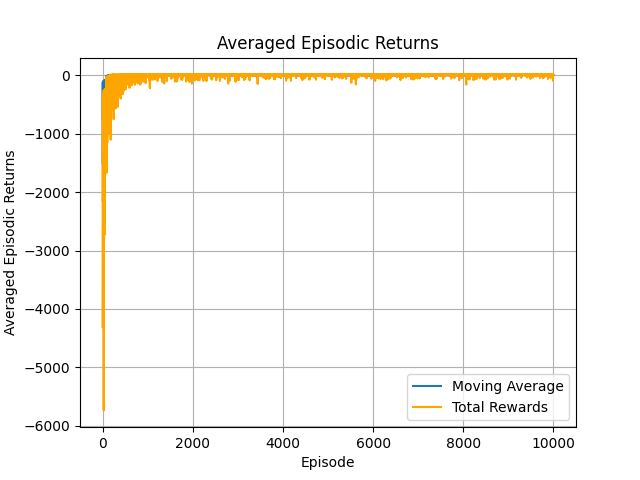 Averaged Episodic Returns
Averaged Episodic Returns
0
−1000
−2000
−3000
−4000
−5000
−6000
0
2000
4000
6000
8000
10000
Episode
Moving Average
Total Rewards